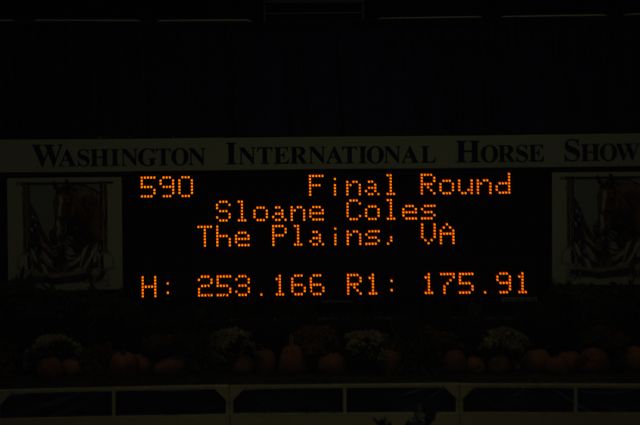 WASHINGTON INTERNATIONAL HORSE SHOW
590 Final Round
Sloane Coles
The Plains, VA
H: 253.166 R1: 175.91